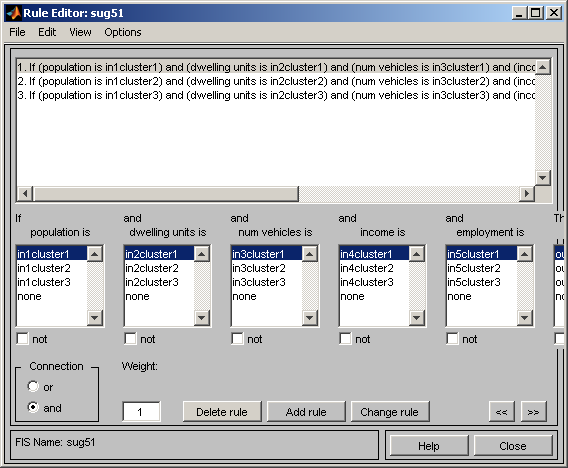 Rule Editor: sug51
File Edit View Options
1. If (population is in1cluster1) and (dwelling units is in2cluster1) and (num vehicles is in3cluster1) and (inco
2. If (population is in1cluster2) and (dwelling units is in2cluster2) and (num vehicles is in3cluster2) and (inco
3. If (population is in1cluster3) and (dwelling units is in2cluster3) and (num vehicles is in3cluster3) and (inco
If and and and and Th
population is dwelling units is num vehicles is income is employment is
in1cluster1 in2cluster1 in3cluster1 in4cluster1 in5cluster1 ou
in1cluster2 in2cluster2 in3cluster2 in4cluster2 in5cluster2 ou
in1cluster3 in2cluster3 in3cluster3 in4cluster3 in5cluster3 ou
none none none none none no
not not not not not
Connection Weight:
or
and 1 Delete rule Add rule Change rule << >>
FIS Name: sug51 Help Close